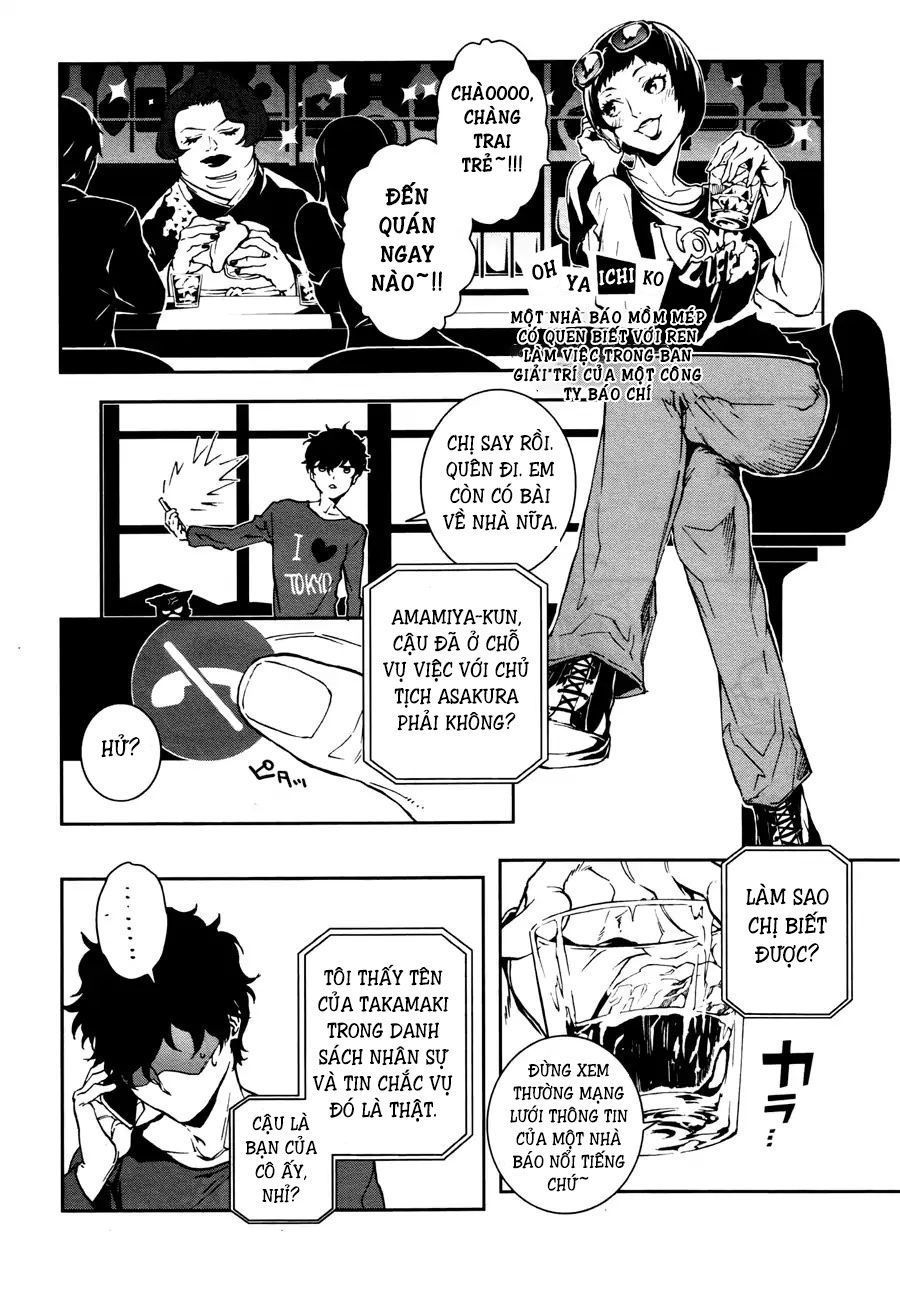 CHÀOOOO,
CHÀNG
TRAI
TRẺ~!!!
ĐẾN
QUÁN
NGAY
NÀO~!!
OH YA ICHI KO
MỘT NHÀ BÁO MỒM MÉP
CÓ QUEN BIẾT VỚI REN
LÀM VIỆC TRONG BAN
GIẢI TRÍ CỦA MỘT CÔNG
TY BÁO CHÍ
CHỊ SAY RỒI.
QUÊN ĐI. EM
CÒN CÓ BÀI
VỀ NHÀ NỮA.
I
TOKYO
AMAMIYA-KUN,
CẬU ĐÃ Ở CHỖ
VỤ VIỆC VỚI CHỦ
TỊCH ASAKURA
PHẢI KHÔNG?
HỬ?
ピタッ
LÀM SAO
CHỊ BIẾT
ĐƯỢC?
ĐỪNG XEM
THƯỜNG MẠNG
LƯỚI THÔNG TIN
CỦA MỘT NHÀ
BÁO NỔI TIẾNG
CHỨ~
カラ...
TÔI THẤY TÊN
CỦA TAKAMAKI
TRONG DANH
SÁCH NHÂN SỰ
VÀ TIN CHẮC VỤ
ĐÓ LÀ THẬT.
CẬU LÀ
BẠN CỦA
CÔ ẤY,
NHỈ?
......